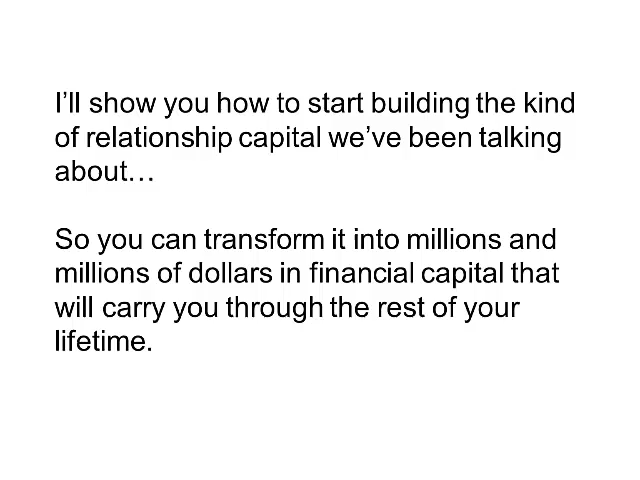 I’ll show you how to start building the kind
of relationship capital we’ve been talking
about…
So you can transform it into millions and
millions of dollars in financial capital that
will carry you through the rest of your
lifetime.